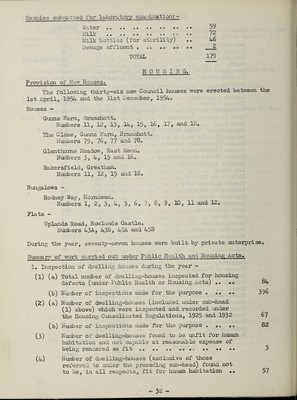 Samples submitted for laboratory examination:-
Water .. .. .. .. .. .. .. 59
Milk .. .. .. .. .. .. .. 72
Milk bottles (for sterility) . 46
Sewage effluent . .. .. .. .. 2
TOTAL 179
HOUSING.
Provision of New Houses.
The following thirty-six new Council houses were erected between the
1st April, 1954 and the 31st December, 1954.
Houses -
Gunns Farm, Bramshott.
Numbers 11, 12, 13, 14, 15, 16, 17, and 18.
The Close, Gunns Farm, Bramshott.
Numbers 75, 76, 77 and 78.
Glenthorne Meadow, East Meon.
Numbers 3, 4, 15 and 16.
Bakersfield, Greatham.
Numbers 11, 12, 15 and 16.
Bungalows -
Rodney Way, Horndean.
Numbers 1, 2, 3, 4, 5, 6, 7, 8, 9, 10, 11 and 12.
Flats -
Uplands Road, Rowlands Castle.
Numbers 43A, 43B, 45A and 45B
During the year, seventy-seven houses were built by private enterprise.
Summary of work carried out under Public Health and Housing Acts.
1. Inspection of dwelling houses during the year -
(1) (a) Total number of dwelling-houses inspected for housing
defects (under Public Health or Housing Acts) .. .. 84
(b) Number of inspections made for the purpose . .. .. 396
(2) (a) Number of dwelling-houses (included under sub-head
(1) above) which were inspected and recorded under
the Housing Consolidated Regulations, 1925 and 1932 67
(b) Number of inspections made for the purpose . .. .. 82
(3) Number of dwelling-houses found to be unfit for human
habitation and not capable at reasonable expense of
being rendered so fit .. .. .. .. .. .. .. 3
(4) Number of dwelling-houses (exclusive of those
referred to under the preceding sub-head) found not
to be, in all respects, fit for human habitation .. 57
- 32 -